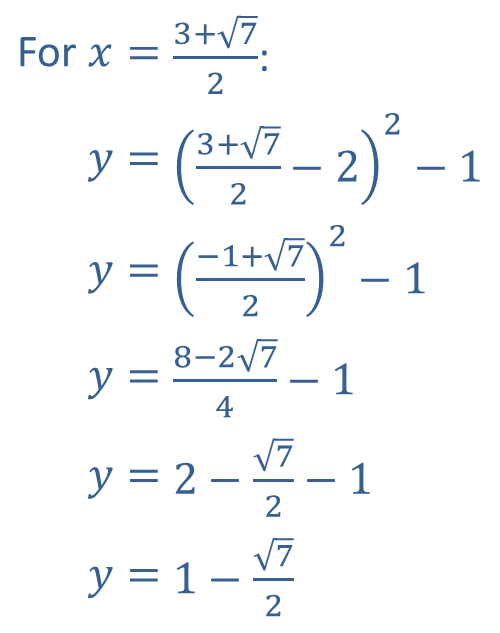 For x = (3+√7)/2:
y = ((3+√7)/2 − 2)² − 1
y = ((−1+√7)/2)² − 1
y = (8−2√7)/4 − 1
y = 2 − √7/2 − 1
y = 1 − √7/2